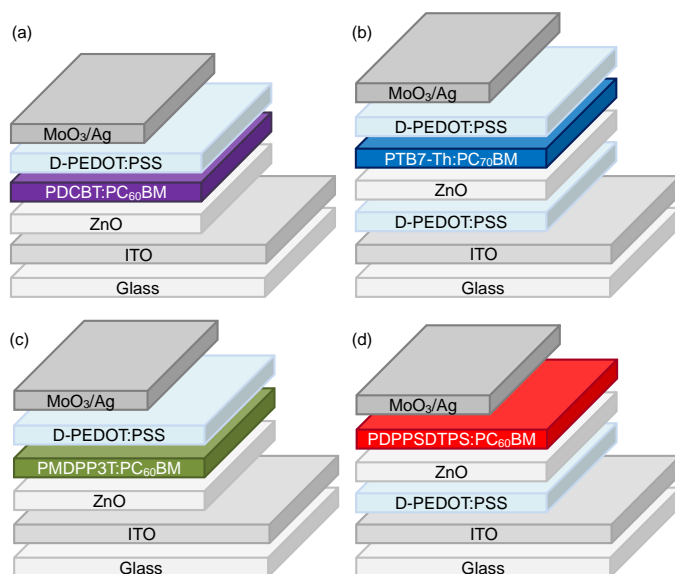 (a)
MoO₃/Ag
D-PEDOT:PSS
PDCBT:PC₆₀BM
ZnO
ITO
Glass
(b)
MoO₃/Ag
D-PEDOT:PSS
PTB7-Th:PC₇₀BM
ZnO
D-PEDOT:PSS
ITO
Glass
(c)
MoO₃/Ag
D-PEDOT:PSS
PMDPP3T:PC₆₀BM
ZnO
ITO
Glass
(d)
MoO₃/Ag
PDPPSDTPS:PC₆₀BM
ZnO
D-PEDOT:PSS
ITO
Glass